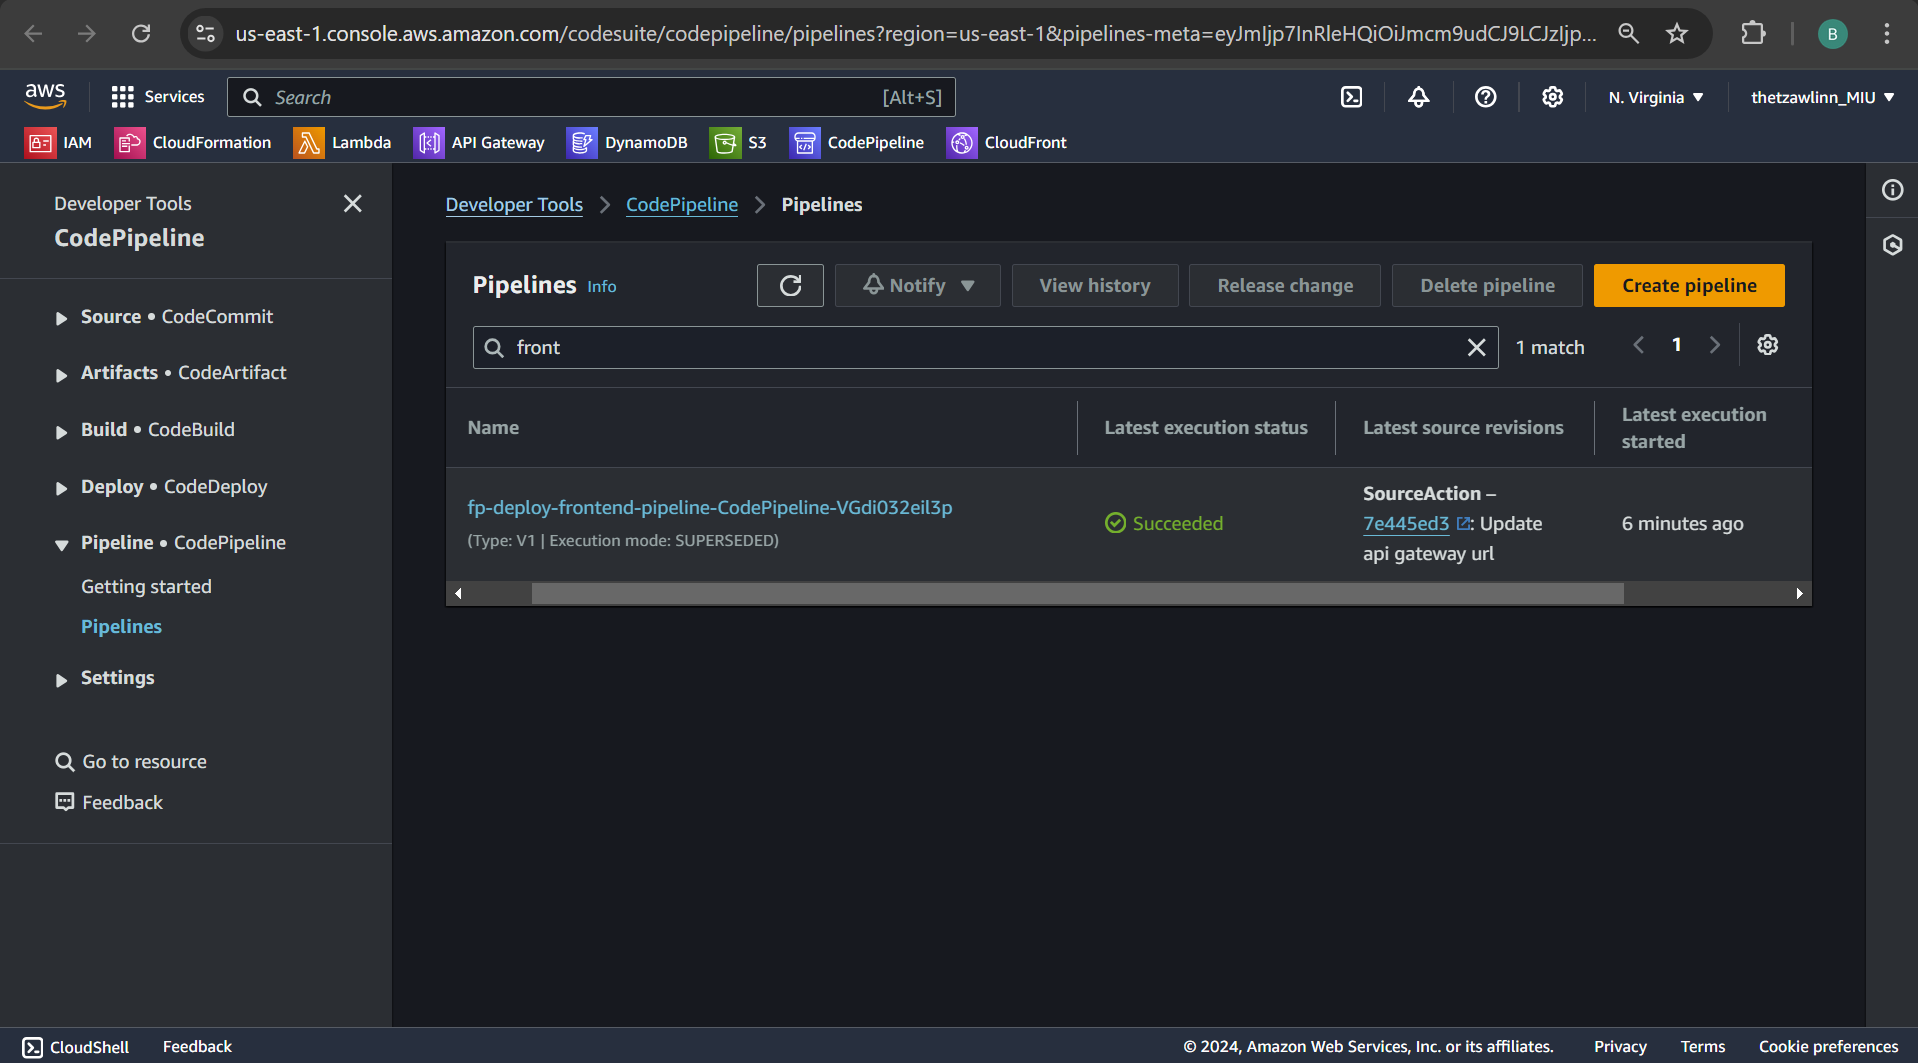 us-east-1.console.aws.amazon.com/codesuite/codepipeline/pipelines?region=us-east-1&pipelines-meta=eyJmIjp7InRleHQiOiJmcm9udCJ9LCJzIjp...
B
aws
Services
Search
[Alt+S]
N. Virginia
thetzawlinn_MIU
IAM
CloudFormation
Lambda
API Gateway
DynamoDB
S3
CodePipeline
CloudFront
Developer Tools
CodePipeline
Source • CodeCommit
Artifacts • CodeArtifact
Build • CodeBuild
Deploy • CodeDeploy
Pipeline • CodePipeline
Getting started
Pipelines
Settings
Go to resource
Feedback
Developer Tools
CodePipeline
Pipelines
Pipelines Info
Notify
View history
Release change
Delete pipeline
Create pipeline
front
1 match
1
Name
Latest execution status
Latest source revisions
Latest execution
started
fp-deploy-frontend-pipeline-CodePipeline-VGdi032eil3p
(Type: V1 | Execution mode: SUPERSEDED)
Succeeded
SourceAction –
7e445ed3 : Update
api gateway url
6 minutes ago
CloudShell
Feedback
© 2024, Amazon Web Services, Inc. or its affiliates.
Privacy
Terms
Cookie preferences